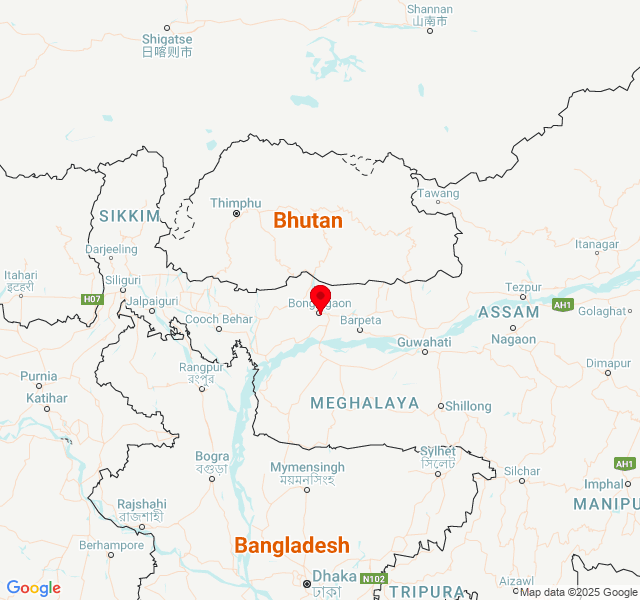 Shannan
山南市
Shigatse
日喀则市
Tawang
Thimphu
SIKKIM
Bhutan
Itanagar
Darjeeling
Itahari
इटहरी
Siliguri
H07
Jalpaiguri
Tezpur
AH1
Golaghat
ASSAM
Cooch Behar
Barpeta
Nagaon
Guwahati
Rangpur
রংপুর
Dimapur
Purnia
Katihar
MEGHALAYA
Shillong
Bogra
বগুড়া
Mymensingh
ময়মনসিংহ
Sylhet
সিলেট
Silchar
AH1
Imphal
Rajshahi
রাজশাহী
MANIPU
Berhampore
Bangladesh
Dhaka
ঢাকা
N102
TRIPURA
Aizawl
Google
Map data ©2025 Google